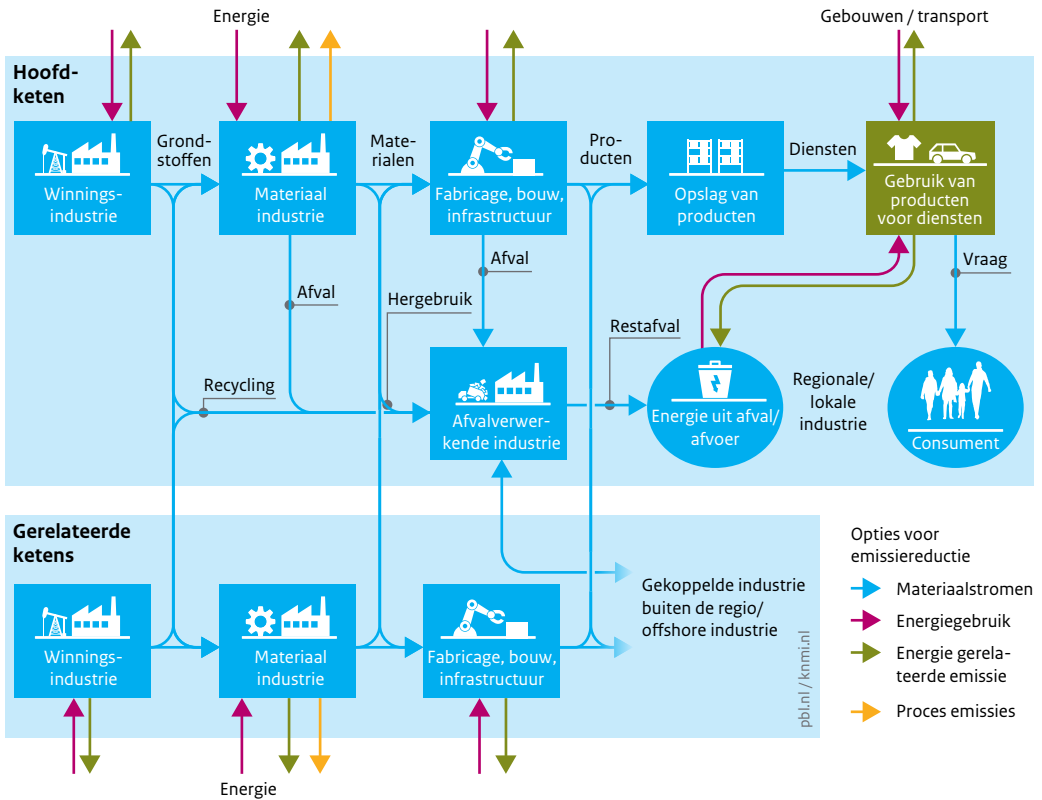 Energie
Gebouwen / transport
Hoofd-
keten
Grond-
stoffen
Mate-
rialen
Pro-
ducten
Diensten
Winnings-
industrie
Materiaal
industrie
Fabricage, bouw,
infrastructuur
Opslag van
producten
Gebruik van
producten
voor diensten
Afval
Vraag
Afval
Hergebruik
Restafval
Recycling
Afvalverwer-
kende industrie
Energie uit afval/
afvoer
Regionale/
lokale
industrie
Consument
Gerelateerde
ketens
Winnings-
industrie
Materiaal
industrie
Fabricage, bouw,
infrastructuur
Gekoppelde industrie
buiten de regio/
offshore industrie
Energie
pbl.nl / knmi.nl
Opties voor
emissiereductie
Materiaalstromen
Energiegebruik
Energie gerela-
teerde emissie
Proces emissies